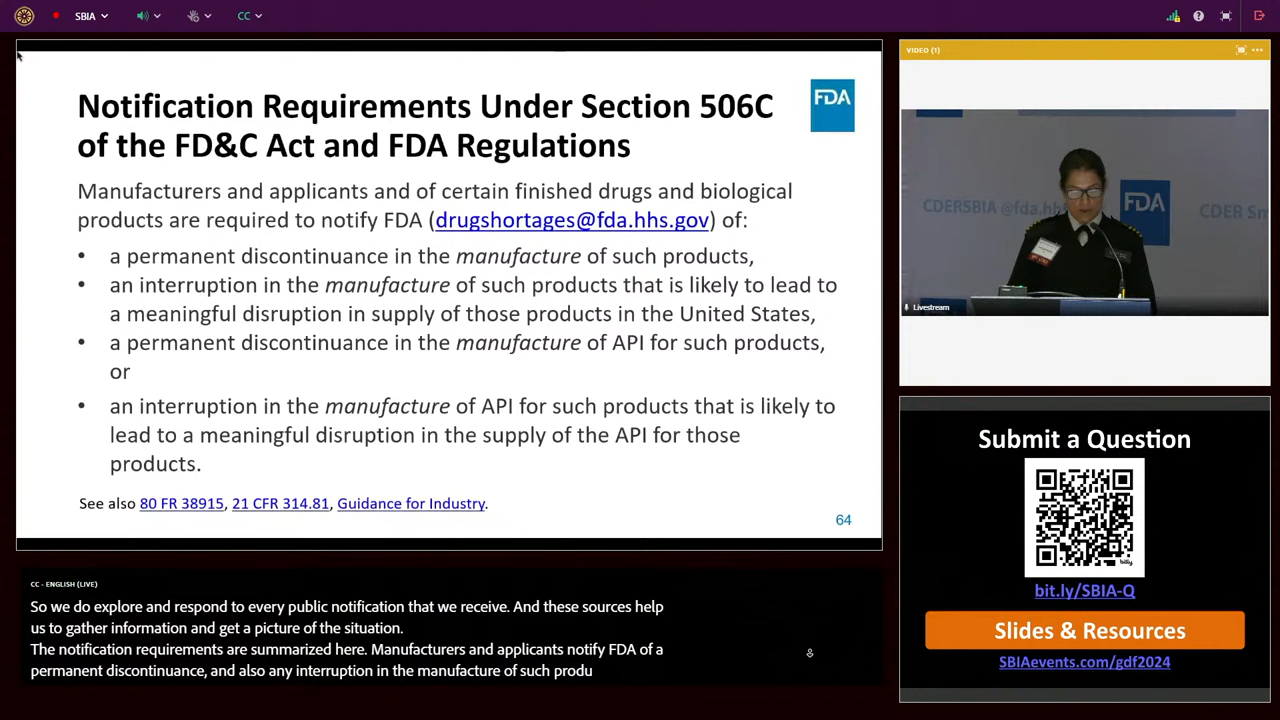 SBIA
CC
FDA
Notification Requirements Under Section 506C
of the FD&C Act and FDA Regulations
Manufacturers and applicants and of certain finished drugs and biological
products are required to notify FDA (drugshortages@fda.hhs.gov) of:
• a permanent discontinuance in the manufacture of such products,
• an interruption in the manufacture of such products that is likely to lead to
a meaningful disruption in supply of those products in the United States,
• a permanent discontinuance in the manufacture of API for such products,
or
• an interruption in the manufacture of API for such products that is likely to
lead to a meaningful disruption in the supply of the API for those
products.
See also 80 FR 38915, 21 CFR 314.81, Guidance for Industry.
64
CC - ENGLISH (LIVE)
So we do explore and respond to every public notification that we receive. And these sources help
us to gather information and get a picture of the situation.
The notification requirements are summarized here. Manufacturers and applicants notify FDA of a
permanent discontinuance, and also any interruption in the manufacture of such produ
VIDEO (1)
CDERSBIA @fda.hh
FDA
CDER Sm
Livestream
Submit a Question
bitly
bit.ly/SBIA-Q
Slides & Resources
SBIAevents.com/gdf2024